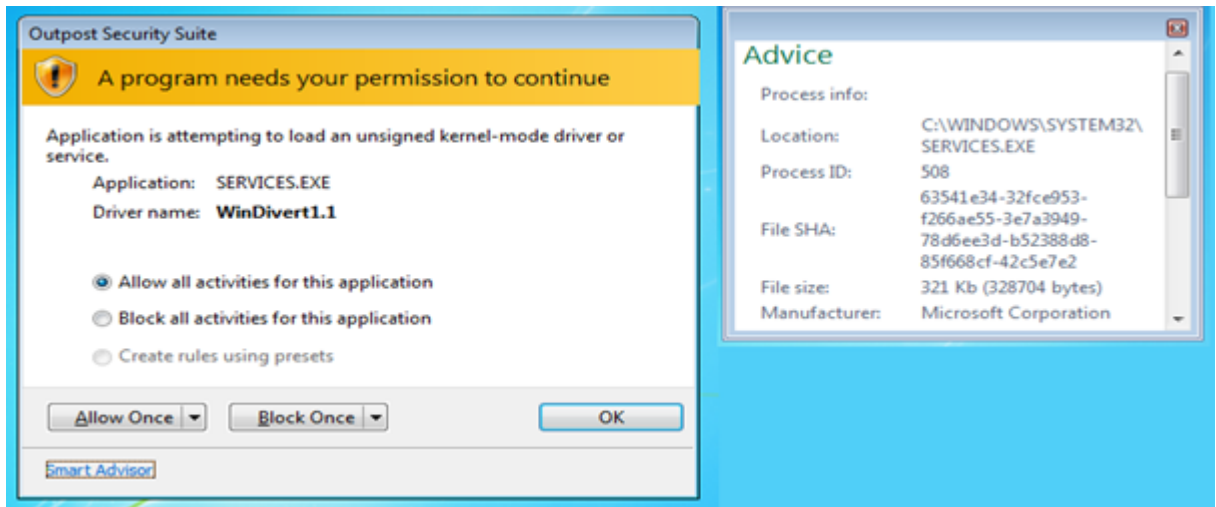 Outpost Security Suite
A program needs your permission to continue
Application is attempting to load an unsigned kernel-mode driver or
service.
Application: SERVICES.EXE
Driver name: WinDivert1.1
Allow all activities for this application
Block all activities for this application
Create rules using presets
Allow Once
Block Once
OK
Smart Advisor
Advice
Process info:
Location: C:\WINDOWS\SYSTEM32\
SERVICES.EXE
Process ID: 508
63541e34-32fce953-
f266ae55-3e7a3949-
File SHA: 78d6ee3d-b52388d8-
85f668cf-42c5e7e2
File size: 321 Kb (328704 bytes)
Manufacturer: Microsoft Corporation